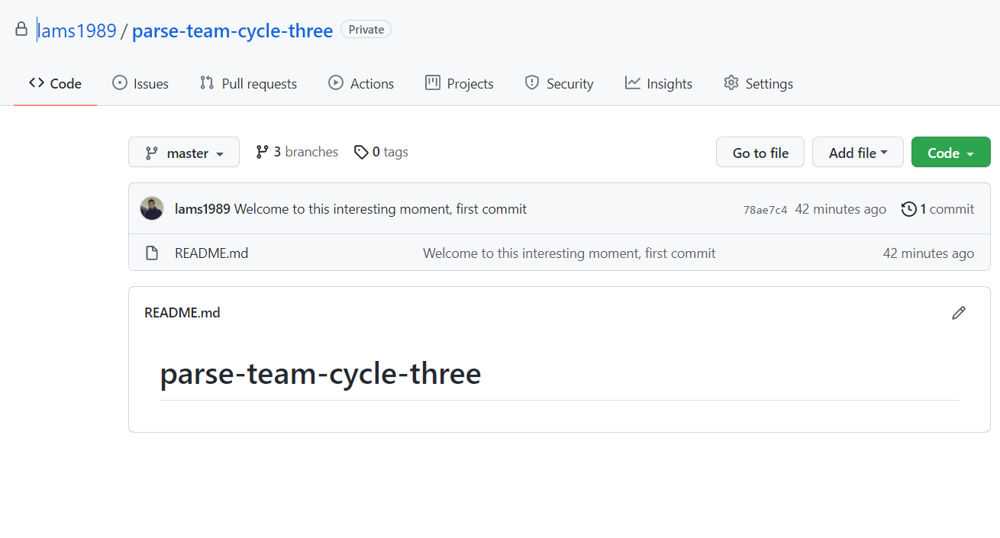 lams1989 / parse-team-cycle-three Private
Code Issues Pull requests Actions Projects Security Insights Settings
master 3 branches 0 tags Go to file Add file Code
lams1989 Welcome to this interesting moment, first commit 78ae7c4 42 minutes ago 1 commit
README.md Welcome to this interesting moment, first commit 42 minutes ago
README.md
parse-team-cycle-three